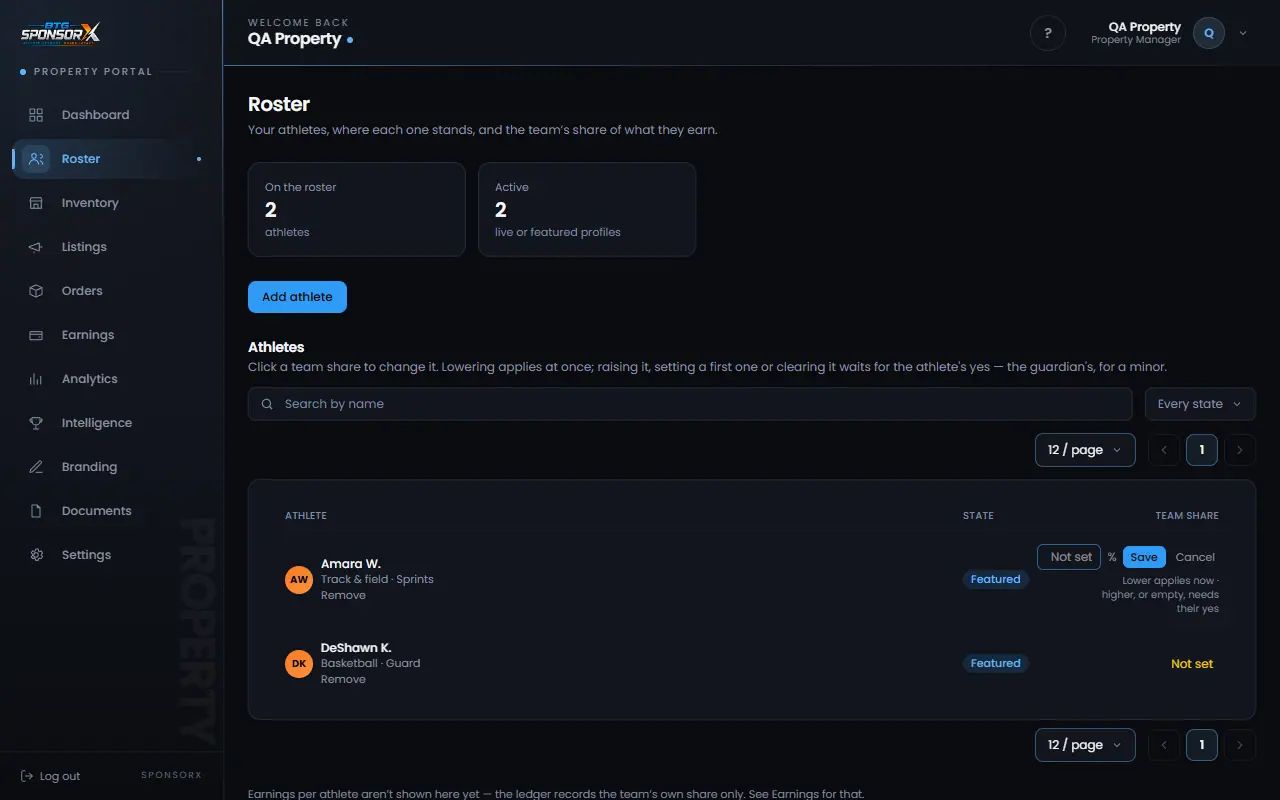 BTG
SPONSORX
PROPERTY PORTAL
Dashboard
Roster
Inventory
Listings
Orders
Earnings
Analytics
Intelligence
Branding
Documents
Settings
PROPERTY
Log out
SPONSORX
WELCOME BACK
QA Property
?
QA Property
Property Manager
Q
Roster
Your athletes, where each one stands, and the team’s share of what they earn.
On the roster
2
athletes
Active
2
live or featured profiles
Add athlete
Athletes
Click a team share to change it. Lowering applies at once; raising it, setting a first one or clearing it waits for the athlete's yes — the guardian's, for a minor.
Search by name
Every state
12 / page
1
ATHLETE STATE TEAM SHARE
AW
Amara W.
Track & field · Sprints
Remove
Featured
Not set % Save Cancel
Lower applies now ·
higher, or empty, needs
their yes
DK
DeShawn K.
Basketball · Guard
Remove
Featured
Not set
12 / page
1
Earnings per athlete aren’t shown here yet — the ledger records the team’s own share only. See Earnings for that.